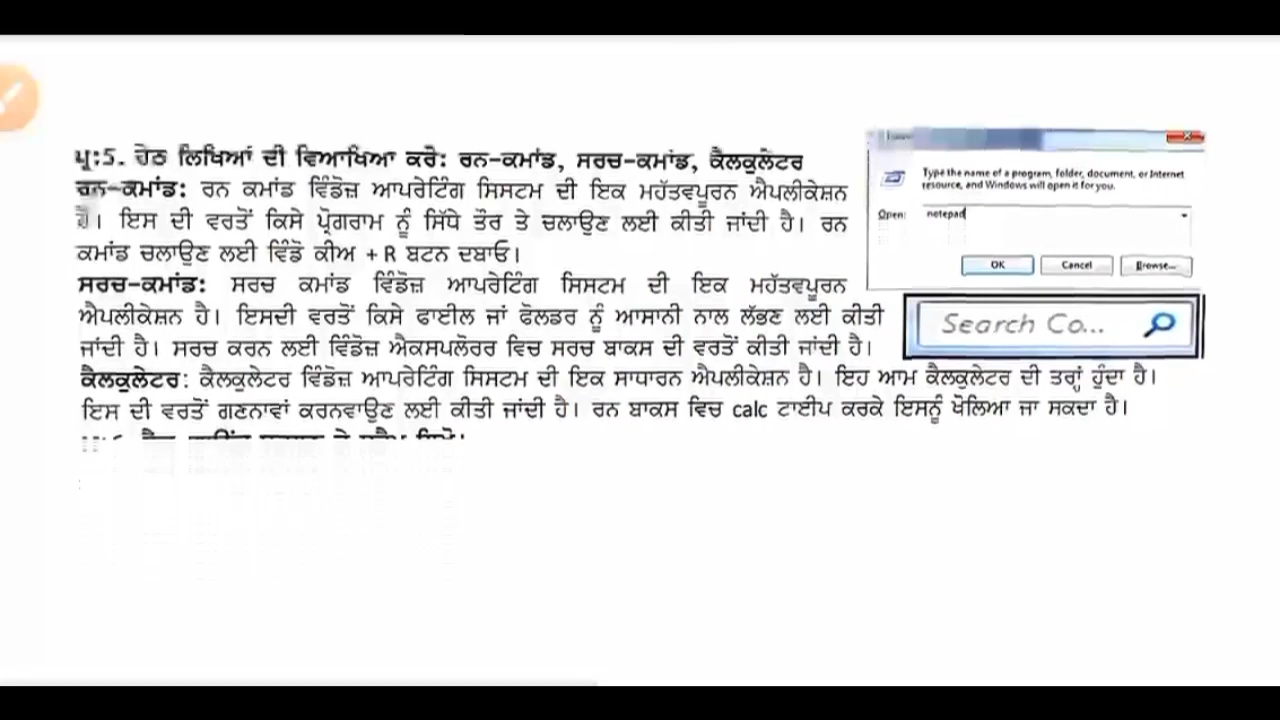 ਪ੍ਰ:5. ਹੇਠ ਲਿਖਿਆਂ ਦੀ ਵਿਆਖਿਆ ਕਰੋ: ਰਨ-ਕਮਾਂਡ, ਸਰਚ-ਕਮਾਂਡ, ਕੈਲਕੂਲੇਟਰ
ਰਨ-ਕਮਾਂਡ: ਰਨ ਕਮਾਂਡ ਵਿੰਡੋਜ਼ ਆਪਰੇਟਿੰਗ ਸਿਸਟਮ ਦੀ ਇਕ ਮਹੱਤਵਪੂਰਨ ਐਪਲੀਕੇਸ਼ਨ
ਹੈ। ਇਸ ਦੀ ਵਰਤੋਂ ਕਿਸੇ ਪ੍ਰੋਗਰਾਮ ਨੂੰ ਸਿੱਧੇ ਤੌਰ ਤੇ ਚਲਾਉਣ ਲਈ ਕੀਤੀ ਜਾਂਦੀ ਹੈ। ਰਨ
ਕਮਾਂਡ ਚਲਾਉਣ ਲਈ ਵਿੰਡੋ ਕੀਅ + R ਬਟਨ ਦਬਾਓ।
ਸਰਚ-ਕਮਾਂਡ: ਸਰਚ ਕਮਾਂਡ ਵਿੰਡੋਜ਼ ਆਪਰੇਟਿੰਗ ਸਿਸਟਮ ਦੀ ਇਕ ਮਹੱਤਵਪੂਰਨ
ਐਪਲੀਕੇਸ਼ਨ ਹੈ। ਇਸਦੀ ਵਰਤੋਂ ਕਿਸੇ ਫਾਈਲ ਜਾਂ ਫੋਲਡਰ ਨੂੰ ਆਸਾਨੀ ਨਾਲ ਲੱਭਣ ਲਈ ਕੀਤੀ
ਜਾਂਦੀ ਹੈ। ਸਰਚ ਕਰਨ ਲਈ ਵਿੰਡੋਜ਼ ਐਕਸਪਲੋਰਰ ਵਿਚ ਸਰਚ ਬਾਕਸ ਦੀ ਵਰਤੋਂ ਕੀਤੀ ਜਾਂਦੀ ਹੈ।
ਕੈਲਕੂਲੇਟਰ: ਕੈਲਕੂਲੇਟਰ ਵਿੰਡੋਜ਼ ਆਪਰੇਟਿੰਗ ਸਿਸਟਮ ਦੀ ਇਕ ਸਾਧਾਰਨ ਐਪਲੀਕੇਸ਼ਨ ਹੈ। ਇਹ ਆਮ ਕੈਲਕੁਲੇਟਰ ਦੀ ਤਰ੍ਹਾਂ ਹੁੰਦਾ ਹੈ।
ਇਸ ਦੀ ਵਰਤੋਂ ਗਣਨਾਵਾਂ ਕਰਨਵਾਉਣ ਲਈ ਕੀਤੀ ਜਾਂਦੀ ਹੈ। ਰਨ ਬਾਕਸ ਵਿਚ calc ਟਾਈਪ ਕਰਕੇ ਇਸਨੂੰ ਖੋਲਿਆ ਜਾ ਸਕਦਾ ਹੈ।
Type the name of a program, folder, document, or Internet
resource, and Windows will open it for you.
Open: notepad
OK Cancel Browse...
Search Co...